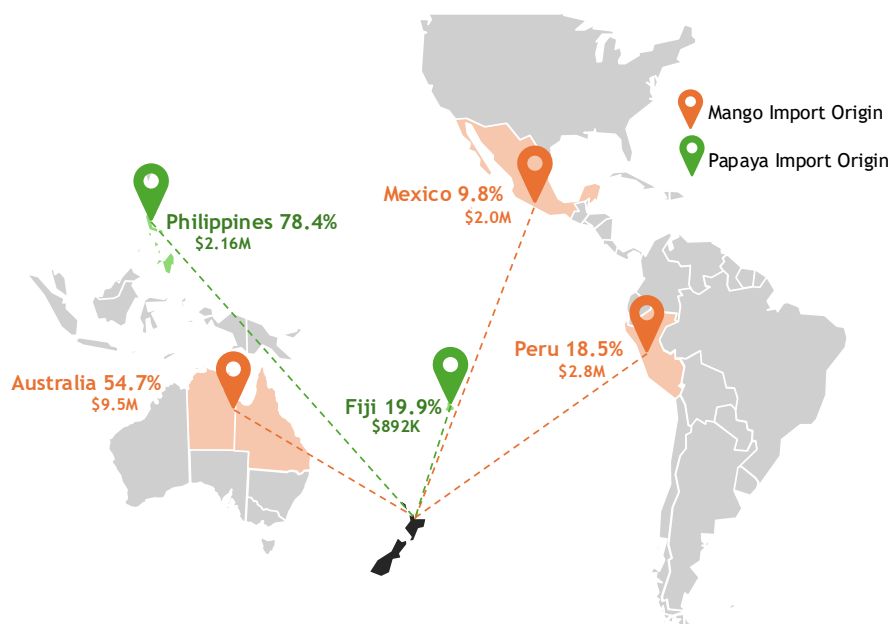 Mango Import Origin
Papaya Import Origin
Mexico 9.8%
$2.0M
Philippines 78.4%
$2.16M
Peru 18.5%
$2.8M
Australia 54.7%
$9.5M
Fiji 19.9%
$892K